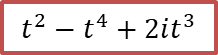 t² − t⁴ + 2it³